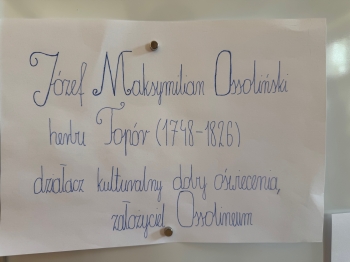 Józef Maksymilian Ossoliński
herbu Topór (1748-1826)
działacz kulturalny doby oświecenia,
założyciel Ossolineum